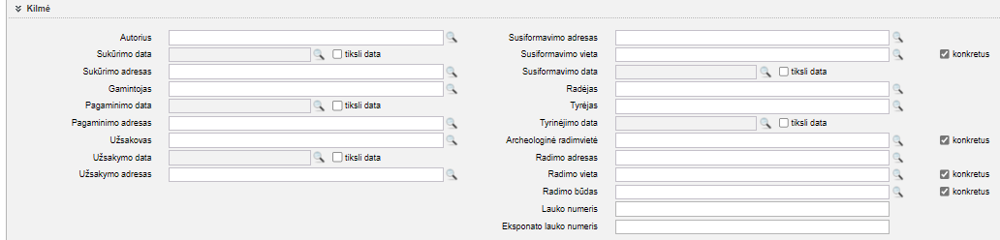 Kilmė
Autorius
Sukūrimo data
tiksli data
Sukūrimo adresas
Gamintojas
Pagaminimo data
tiksli data
Pagaminimo adresas
Užsakovas
Užsakymo data
tiksli data
Užsakymo adresas
Susiformavimo adresas
Susiformavimo vieta
konkretus
Susiformavimo data
tiksli data
Radėjas
Tyrėjas
Tyrinėjimo data
tiksli data
Archeologinė radimvietė
konkretus
Radimo adresas
Radimo vieta
konkretus
Radimo būdas
konkretus
Lauko numeris
Eksponato lauko numeris